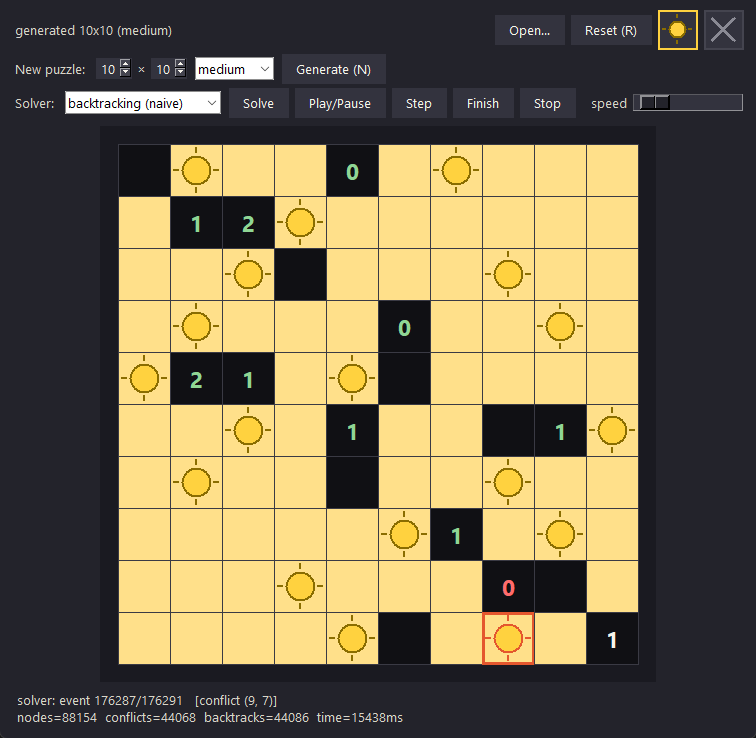 generated 10x10 (medium)
Open... Reset (R)
New puzzle: 10 × 10 medium Generate (N)
Solver: backtracking (naive) Solve Play/Pause Step Finish Stop speed
0
1 2
0
2 1
1 1
1
0
1
solver: event 176287/176291 [conflict (9, 7)]
nodes=88154 conflicts=44068 backtracks=44086 time=15438ms